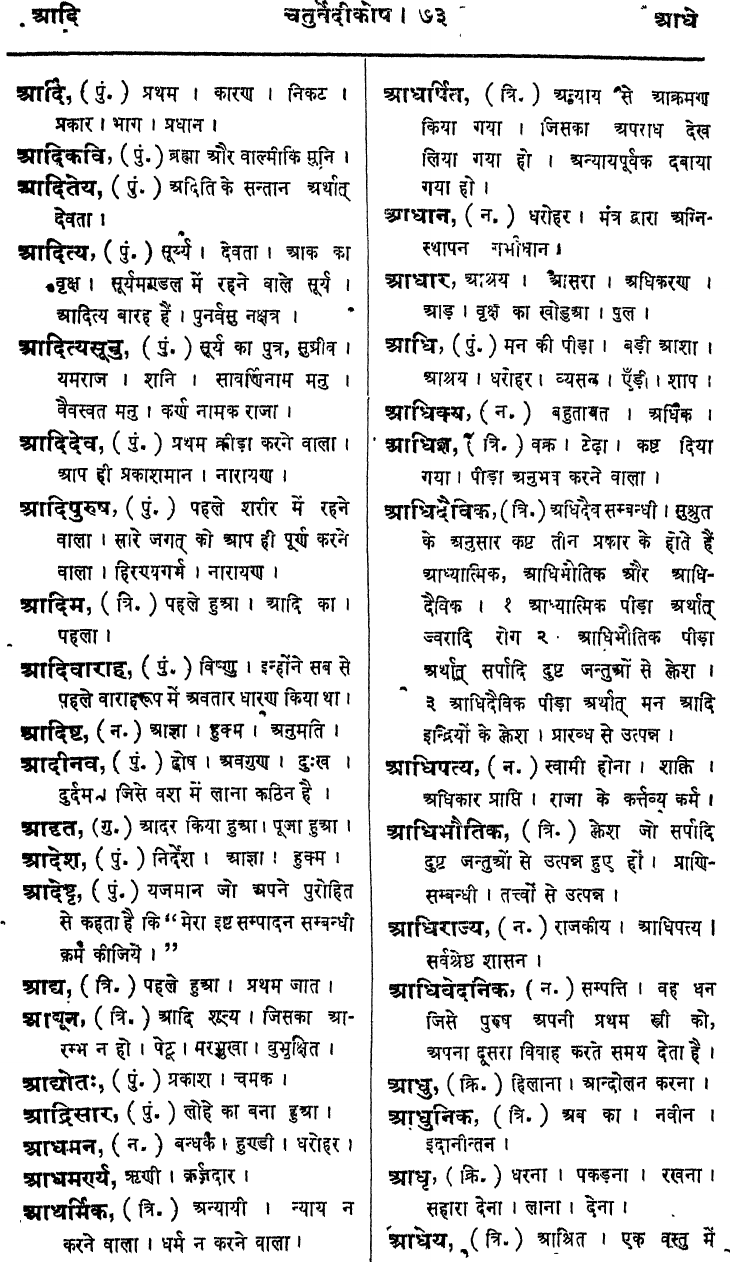 आदि
चतुर्वेदीकोष । ७३
आधे
आदि, ( पुं. ) प्रथम । कारण । निकट ।
प्रकार । भाग । प्रधान ।
आदिकवि, ( पुं. ) ब्रह्मा और वाल्मीकि मुनि ।
आदितेय, ( पुं. ) अदिति के सन्तान अर्थात्
देवता ।
आदित्य, ( पुं. ) सूर्य्य । देवता । आक का
वृक्ष । सूर्यमण्डल में रहने वाले सूर्य ।
आदित्य बारह हैं । पुनर्वसु नक्षत्र ।
आदित्यसूनु, ( पुं. ) सूर्य का पुत्र, सुग्रीव ।
यमराज । शनि । सावर्णिनाम मनु ।
वैवस्वत मनु । कर्ण नामक राजा ।
आदिदेव, ( पुं. ) प्रथम क्रीड़ा करने वाला ।
आप ही प्रकाशमान । नारायण ।
आदिपुरुष, ( पुं. ) पहले शरीर में रहने
वाला । सारे जगत् को आप ही पूर्ण करने
वाला । हिरण्यगर्भ । नारायण ।
आदिम, ( त्रि. ) पहले हुआ । आदि का ।
पहला ।
आदिवाराह, ( पुं. ) विष्णु । इन्होंने सब से
पहले वाराहरूप में अवतार धारण किया था ।
आदिष्ट, ( न. ) आज्ञा । हुक्म । अनुमति ।
आदीनव, ( पुं. ) दोष । अवगुण । दुःख ।
दुर्दमन जिसे वश में लाना कठिन है ।
आदृत, (गु.) आदर किया हुआ । पूजा हुआ ।
आदेश, ( पुं. ) निर्देश । आज्ञा । हुक्म ।
आदेष्टृ, ( पुं. ) यजमान जो अपने पुरोहित
से कहता है कि “ मेरा इष्ट सम्पादन सम्बन्धी
कर्म कीजिये । ”
आद्य, ( त्रि. ) पहले हुआ । प्रथम जात ।
आद्यून, ( त्रि. ) आदि शून्य । जिसका आ-
रम्भ न हो । पेटू । मरभुखा । बुभुक्षित ।
आद्योतः, ( पुं. ) प्रकाश । चमक ।
आद्रिसार, ( पुं. ) लोहे का बना हुआ ।
आधमन, ( न. ) बन्धक । हुण्डी । धरोहर ।
आधमर्ण्य, ऋणी । कर्ज़दार ।
आधर्मिक, ( त्रि. ) अन्यायी । न्याय न
करने वाला । धर्म न करने वाला ।
आधर्षित, ( त्रि. ) अन्याय से आक्रमण
किया गया । जिसका अपराध देख
लिया गया हो । अन्यायपूर्वक दबाया
गया हो ।
आधान, ( न. ) धरोहर । मंत्र द्वारा अग्नि-
स्थापन गर्भाधान ।
आधार, आश्रय । आसरा । अधिकरण ।
आड़ । वृक्ष का खोडुआ । पुल ।
आधि, ( पुं. ) मन की पीड़ा । बड़ी आशा ।
आश्रय । धरोहर । व्यसन । एँड़ी । शाप ।
आधिक्य, ( न. ) बहुतायत । अधिक ।
आधिज्ञ, ( त्रि. ) वक्र । टेढ़ा । कष्ट दिया
गया । पीड़ा अनुभव करने वाला ।
आधिदैविक, ( त्रि. ) अधिदैव सम्बन्धी । सुश्रुत
के अनुसार कष्ट तीन प्रकार के होते हैं
आध्यात्मिक, आधिभौतिक और आधि-
दैविक । १ आध्यात्मिक पीड़ा अर्थात्
ज्वरादि रोग २ आधिभौतिक पीड़ा
अर्थात् सर्पादि दुष्ट जन्तुओं से क्लेश ।
३ आधिदैविक पीड़ा अर्थात् मन आदि
इन्द्रियों के क्लेश । प्रारब्ध से उत्पन्न ।
आधिपत्य, ( न. ) स्वामी होना । शक्ति ।
अधिकार प्राप्ति । राजा के कर्त्तव्य कर्म ।
आधिभौतिक, ( त्रि. ) क्लेश जो सर्पादि
दुष्ट जन्तुओं से उत्पन्न हुए हों । प्राणि-
सम्बन्धी । तत्त्वों से उत्पन्न ।
आधिराज्य, ( न. ) राजकीय । आधिपत्य ।
सर्वश्रेष्ठ शासन ।
आधिवेदनिक, ( न. ) सम्पत्ति । वह धन
जिसे पुरुष अपनी प्रथम स्त्री को,
अपना दूसरा विवाह करते समय देता है ।
आधु, ( क्रि. ) हिलाना । आन्दोलन करना ।
आधुनिक, ( त्रि. ) अब का । नवीन ।
इदानीन्तन ।
आधृ, ( क्रि. ) धरना । पकड़ना । रखना ।
सहारा देना । लाना । देना ।
आधेय, ( त्रि. ) आश्रित । एक वस्तु में